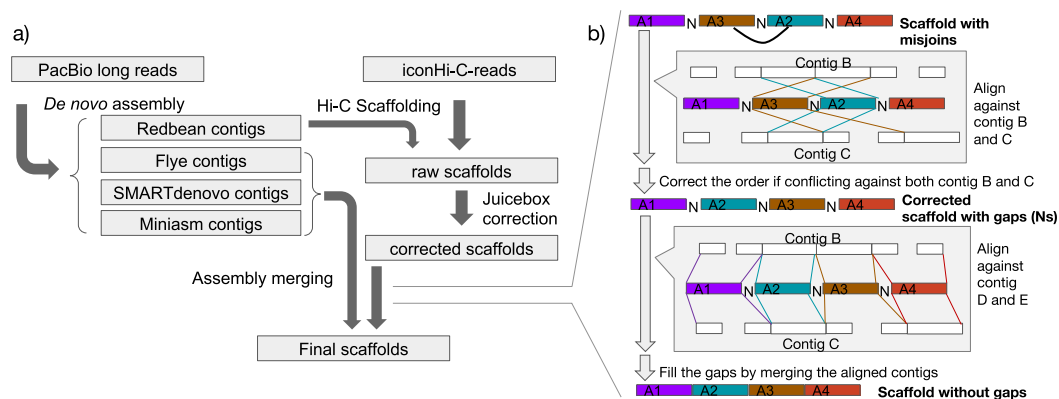 a)
PacBio long reads
iconHi-C-reads
De novo assembly
Hi-C Scaffolding
Redbean contigs
Flye contigs
SMARTdenovo contigs
Miniasm contigs
raw scaffolds
Juicebox
correction
corrected scaffolds
Assembly merging
Final scaffolds
b)
A1 N A3 N A2 N A4
Scaffold with
misjoins
Contig B
A1 N A3 N A2 N A4
Contig C
Align
against
contig B
and C
Correct the order if conflicting against both contig B and C
A1 N A2 N A3 N A4
Corrected
scaffold with gaps (Ns)
Contig B
A1 N A2 N A3 N A4
Contig C
Align
against
contig
D and E
Fill the gaps by merging the aligned contigs
A1 A2 A3 A4
Scaffold without gaps